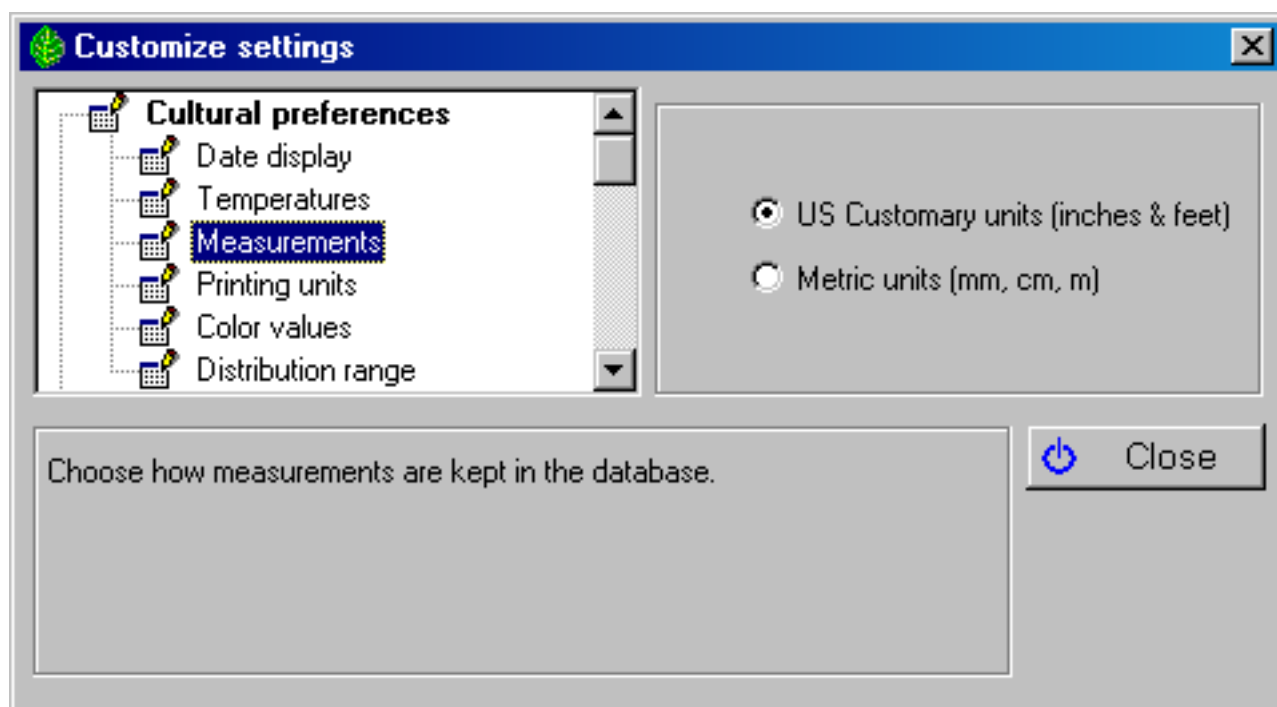 Customize settings
Cultural preferences
Date display
Temperatures
Measurements
Printing units
Color values
Distribution range
US Customary units (inches & feet)
Metric units (mm, cm, m)
Choose how measurements are kept in the database.
Close